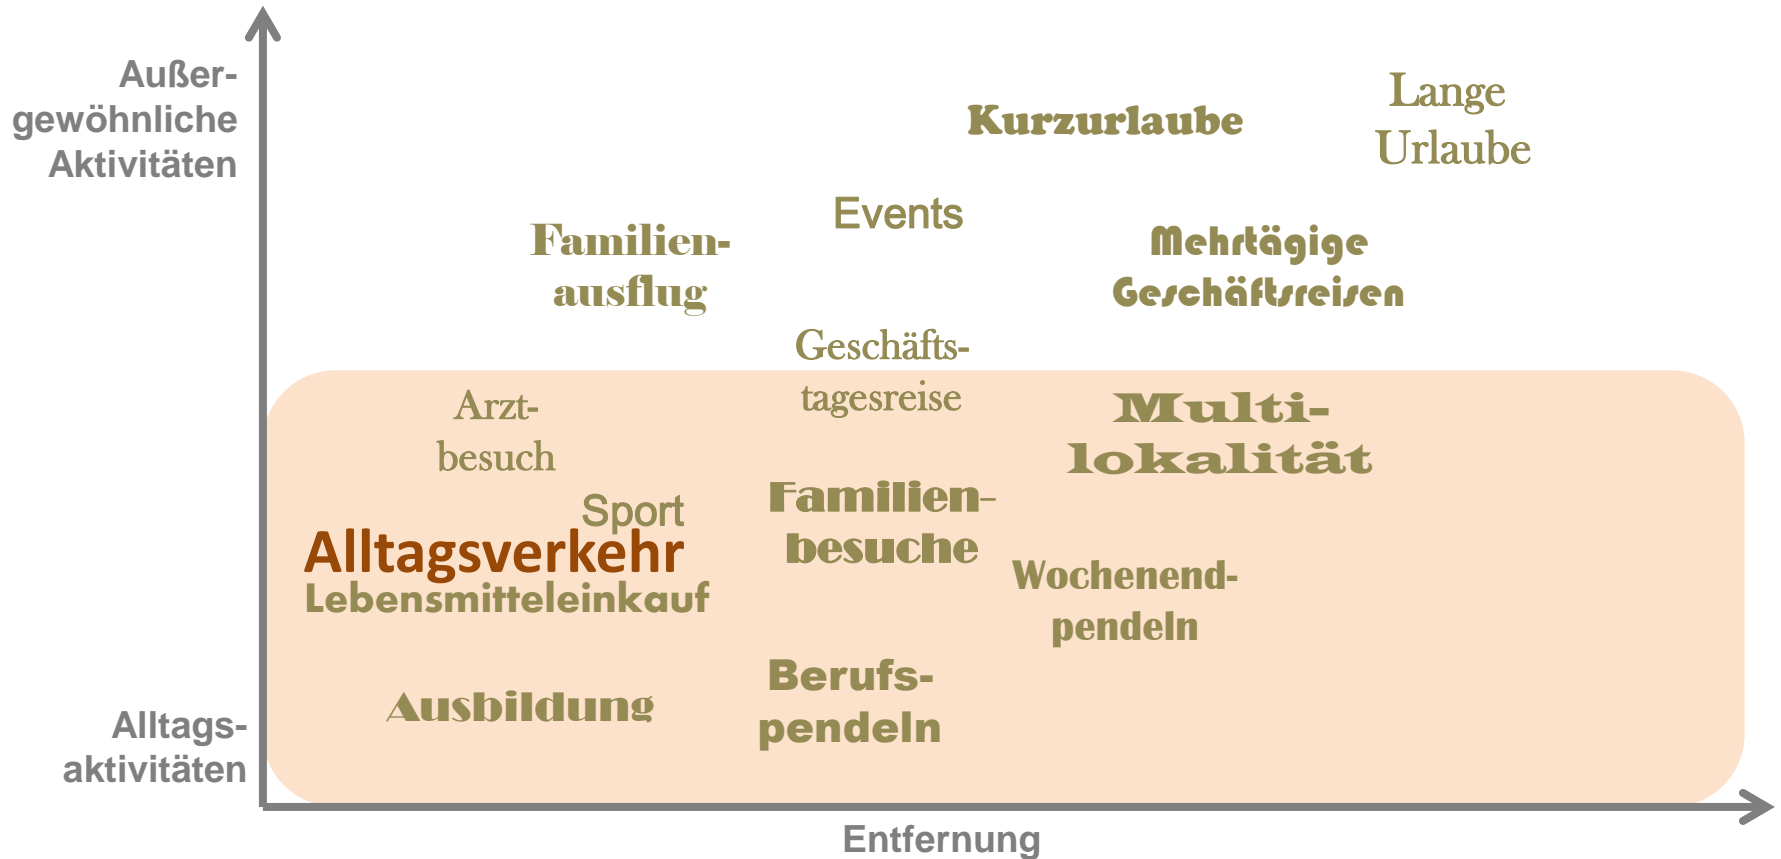 Außer-
gewöhnliche
Aktivitäten
Lange
Urlaube
Kurzurlaube
Events
Familien-
ausflug
Mehrtägige
Geschäftsreisen
Geschäfts-
tagesreise
Arzt-
besuch
Multi-
lokalität
Sport
Familien-
besuche
Alltagsverkehr
Lebensmitteleinkauf
Wochenend-
pendeln
Ausbildung
Berufs-
pendeln
Alltags-
aktivitäten
Entfernung